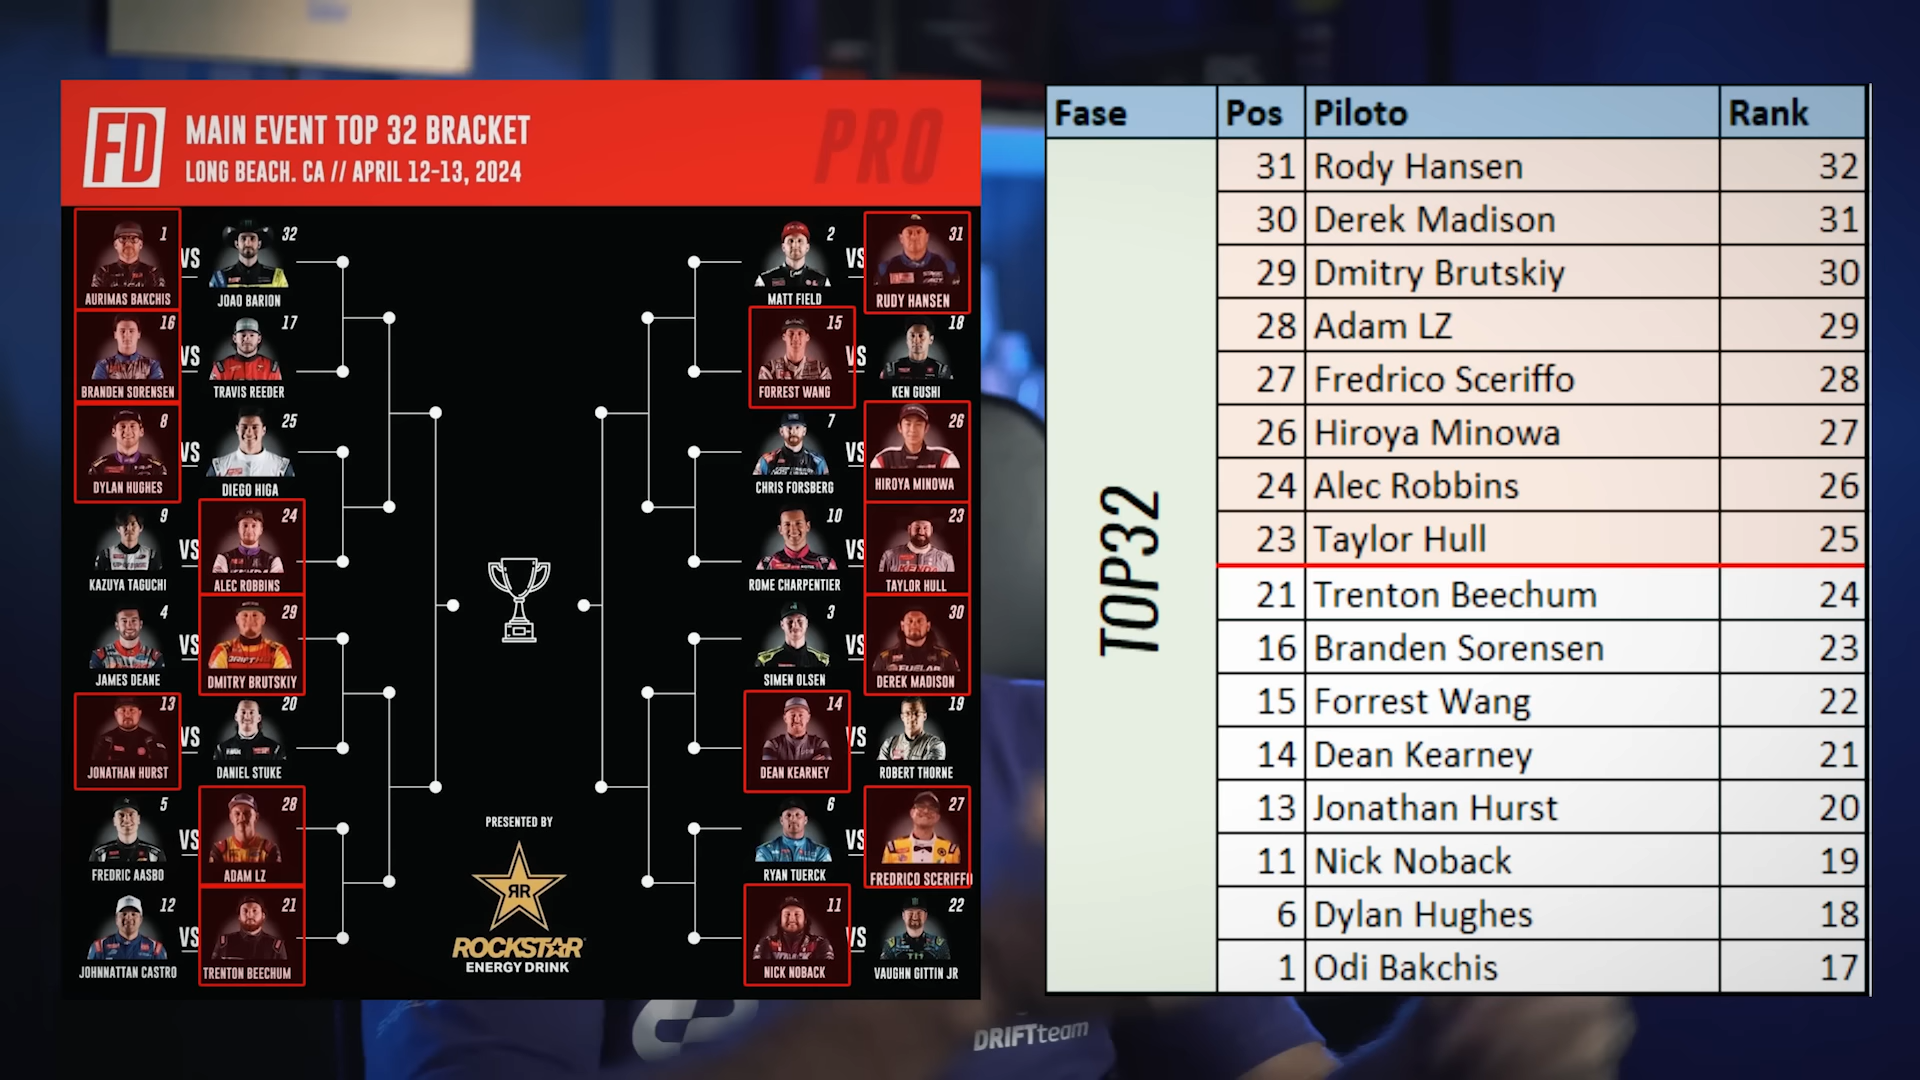 FD
MAIN EVENT TOP 32 BRACKET
LONG BEACH. CA // APRIL 12-13, 2024
PRO
1 VS 32
AURIMAS BAKCHIS JOAO BARION
16 VS 17
BRANDEN SORENSEN TRAVIS REEDER
8 VS 25
DYLAN HUGHES DIEGO HIGA
9 VS 24
KAZUYA TAGUCHI ALEC ROBBINS
4 VS 29
JAMES DEANE DMITRY BRUTSKIY
13 VS 20
JONATHAN HURST DANIEL STUKE
5 VS 28
FREDRIC AASBO ADAM LZ
12 VS 21
JOHNNATTAN CASTRO TRENTON BEECHUM
2 VS 31
MATT FIELD RUDY HANSEN
15 VS 18
FORREST WANG KEN GUSHI
7 VS 26
CHRIS FORSBERG HIROYA MINOWA
10 VS 23
ROME CHARPENTIER TAYLOR HULL
3 VS 30
SIMEN OLSEN DEREK MADISON
14 VS 19
DEAN KEARNEY ROBERT THORNE
6 VS 27
RYAN TUERCK FREDRICO SCERIFFO
11 VS 22
NICK NOBACK VAUGHN GITTIN JR
PRESENTED BY
RR
ROCKSTAR
ENERGY DRINK
Fase Pos Piloto Rank
TOP32
31 Rody Hansen 32
30 Derek Madison 31
29 Dmitry Brutskiy 30
28 Adam LZ 29
27 Fredrico Sceriffo 28
26 Hiroya Minowa 27
24 Alec Robbins 26
23 Taylor Hull 25
21 Trenton Beechum 24
16 Branden Sorensen 23
15 Forrest Wang 22
14 Dean Kearney 21
13 Jonathan Hurst 20
11 Nick Noback 19
6 Dylan Hughes 18
1 Odi Bakchis 17
DRIFTteam